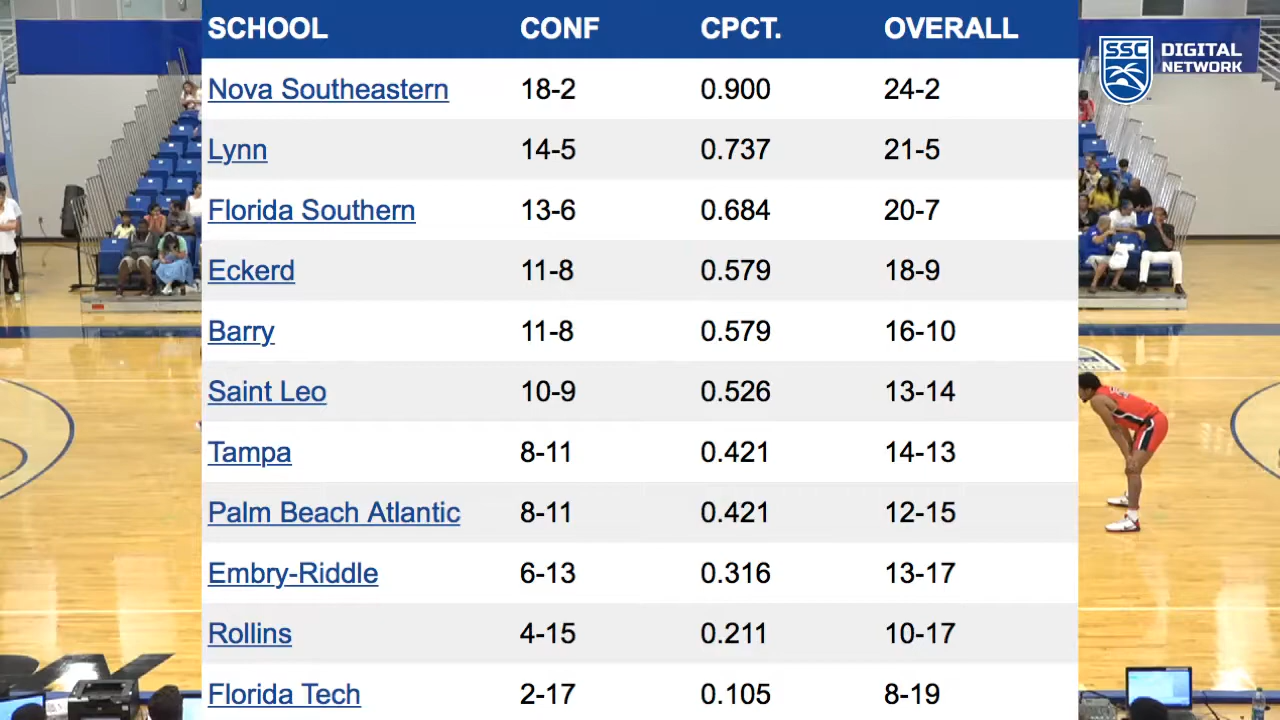 SCHOOL CONF CPCT. OVERALL
Nova Southeastern 18-2 0.900 24-2
Lynn 14-5 0.737 21-5
Florida Southern 13-6 0.684 20-7
Eckerd 11-8 0.579 18-9
Barry 11-8 0.579 16-10
Saint Leo 10-9 0.526 13-14
Tampa 8-11 0.421 14-13
Palm Beach Atlantic 8-11 0.421 12-15
Embry-Riddle 6-13 0.316 13-17
Rollins 4-15 0.211 10-17
Florida Tech 2-17 0.105 8-19
SSC DIGITAL
NETWORK